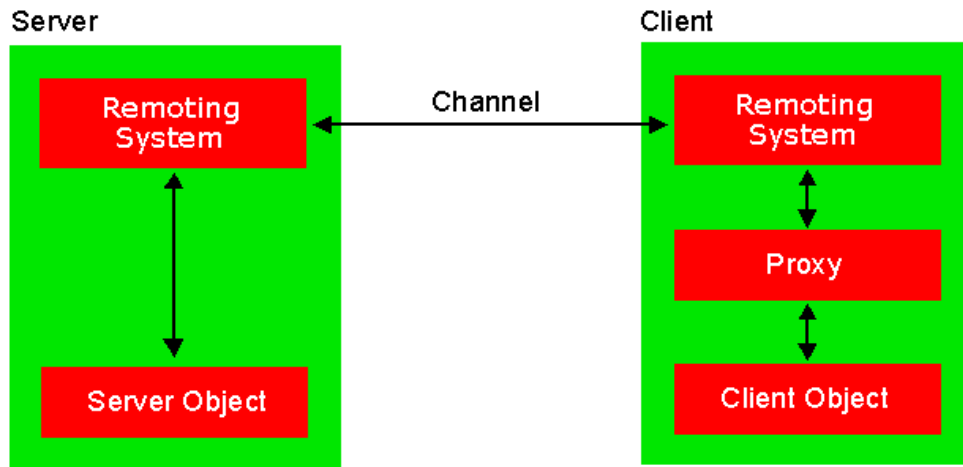 Server
Client
Channel
Remoting
System
Remoting
System
Proxy
Server Object
Client Object